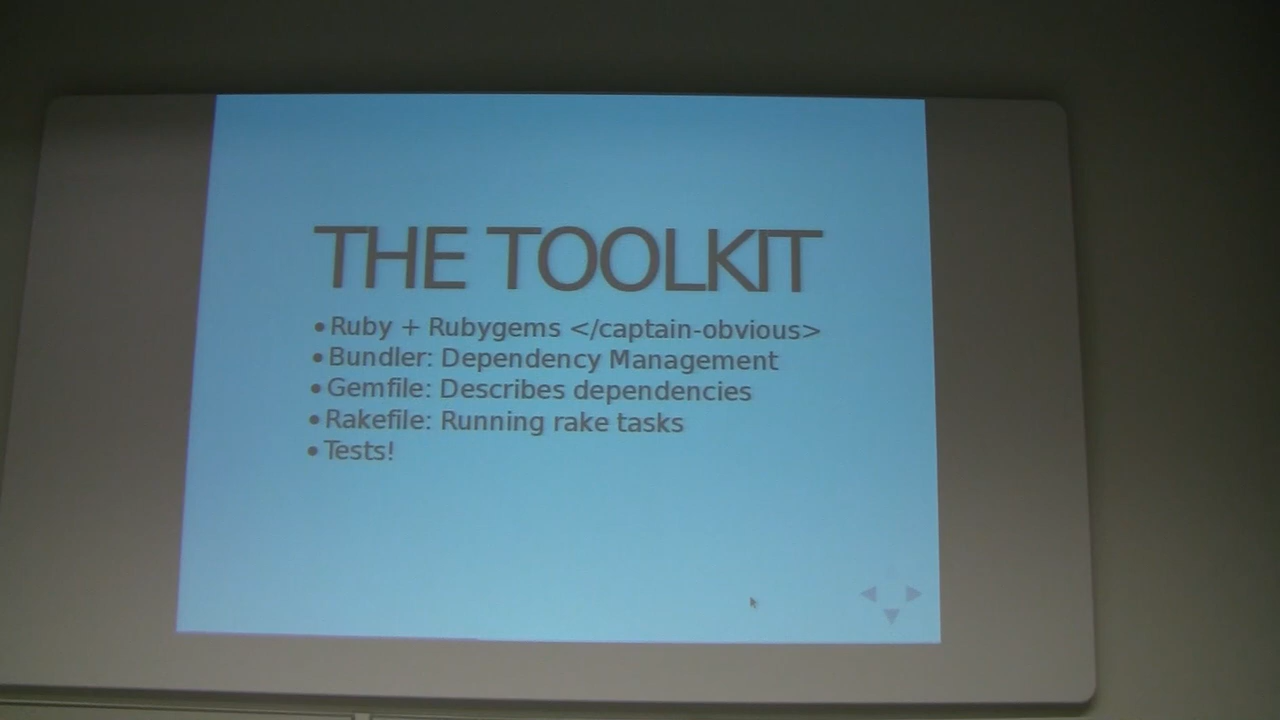 THE TOOLKIT
•Ruby + Rubygems </captain-obvious>
•Bundler: Dependency Management
•Gemfile: Describes dependencies
•Rakefile: Running rake tasks
•Tests!